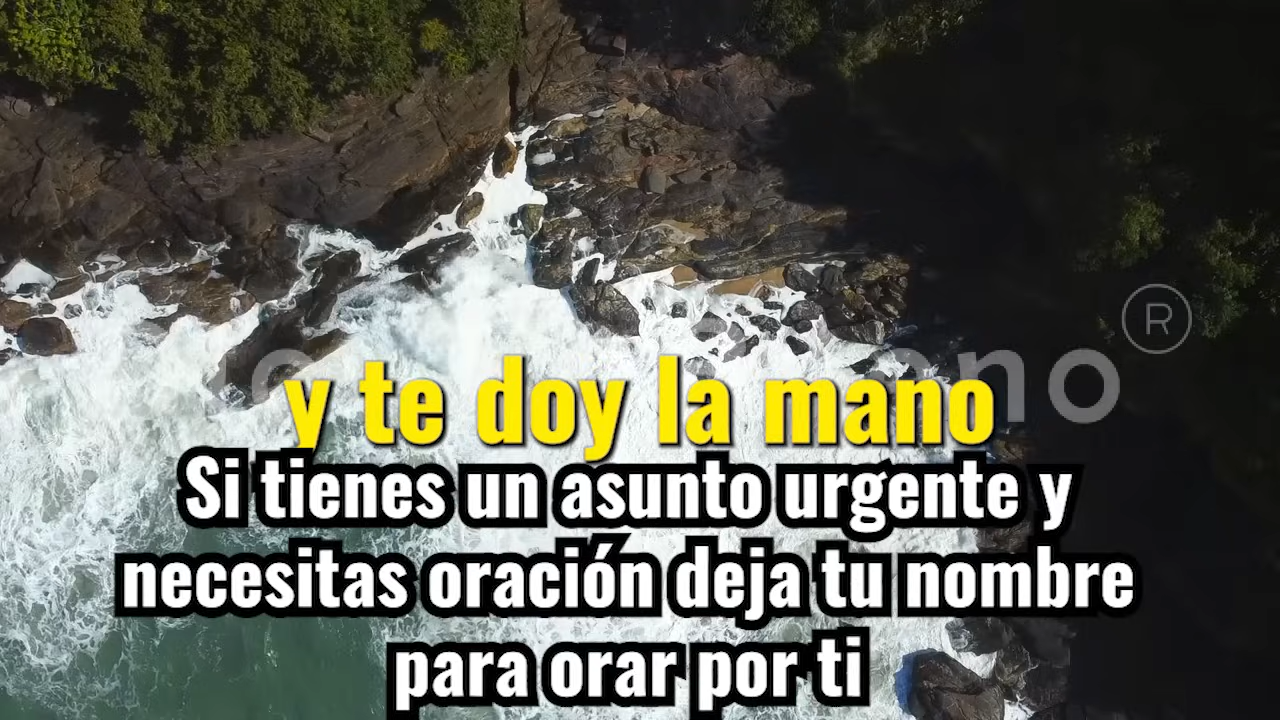 y te doy la mano
Si tienes un asunto urgente y
necesitas oración deja tu nombre
para orar por ti
®